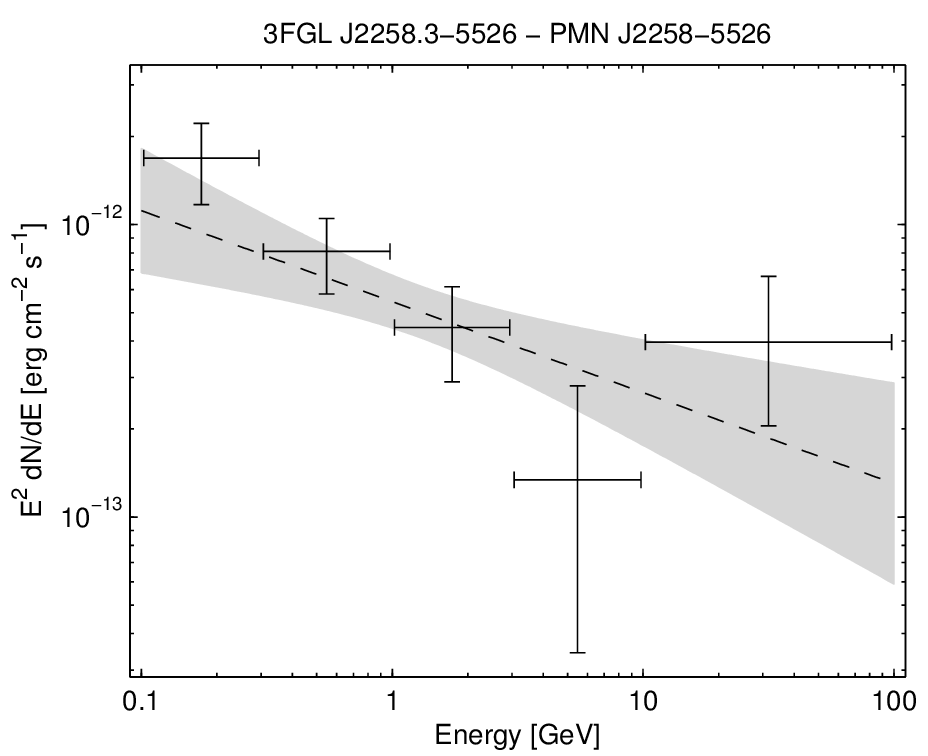 3FGL J2258.3−5526 − PMN J2258−5526
10⁻¹²
10⁻¹³
E² dN/dE [erg cm⁻² s⁻¹]
0.1 1 10 100
Energy [GeV]